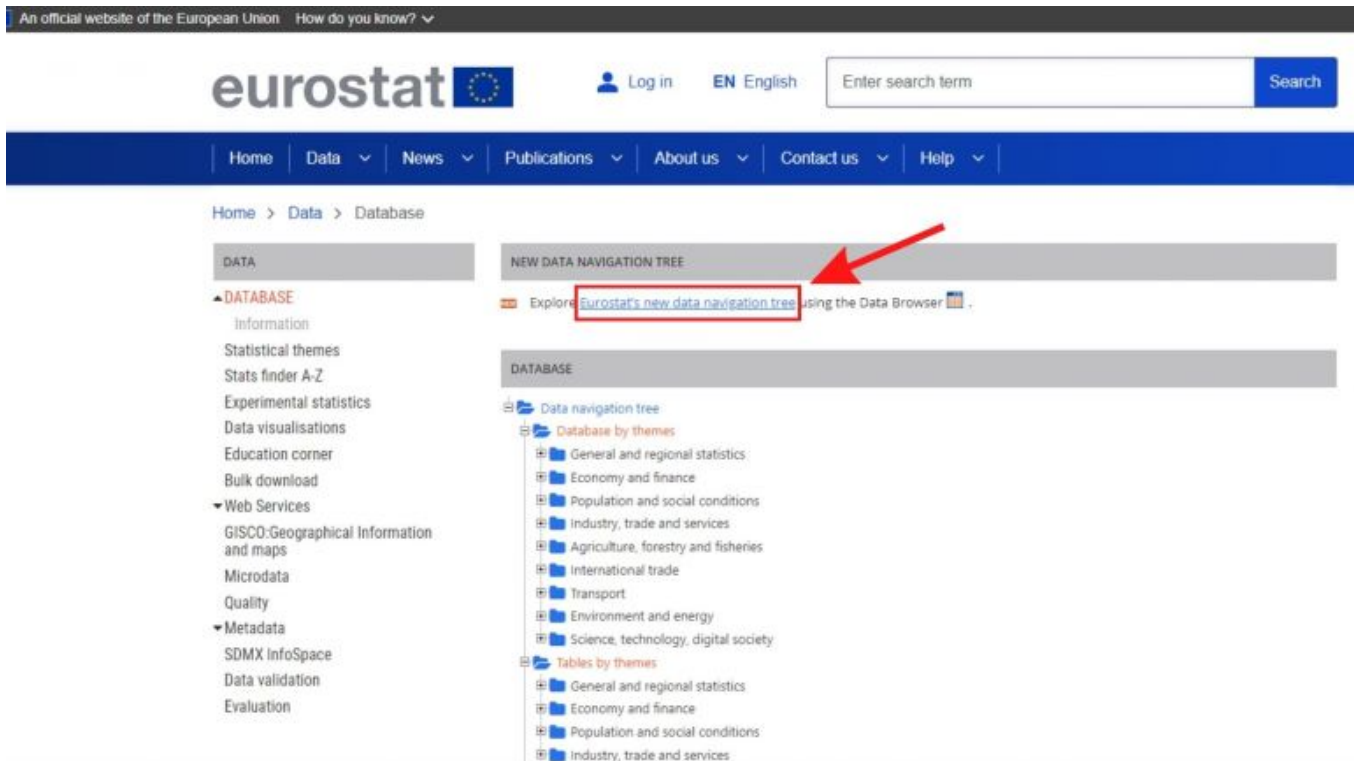 An official website of the European Union How do you know?
eurostat
Log in EN English Enter search term Search
Home Data News Publications About us Contact us Help
Home > Data > Database
DATA
DATABASE
Information
Statistical themes
Stats finder A-Z
Experimental statistics
Data visualisations
Education corner
Bulk download
Web Services
GISCO:Geographical Information
and maps
Microdata
Quality
Metadata
SDMX InfoSpace
Data validation
Evaluation
NEW DATA NAVIGATION TREE
Explore Eurostat's new data navigation tree using the Data Browser .
DATABASE
Data navigation tree
Database by themes
General and regional statistics
Economy and finance
Population and social conditions
Industry, trade and services
Agriculture, forestry and fisheries
International trade
Transport
Environment and energy
Science, technology, digital society
Tables by themes
General and regional statistics
Economy and finance
Population and social conditions
Industry, trade and services